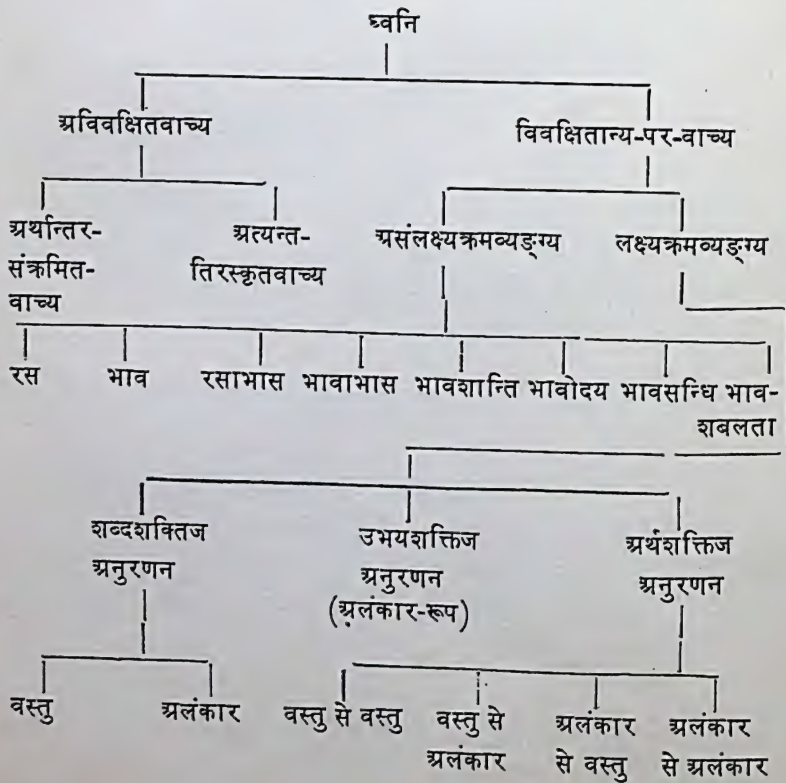 ध्वनि
अविवक्षितवाच्य विवक्षितान्य-पर-वाच्य
अर्थान्तर- अत्यन्त- असंलक्ष्यक्रमव्यङ्ग्य लक्ष्यक्रमव्यङ्ग्य
संक्रमित- तिरस्कृतवाच्य
वाच्य
रस भाव रसाभास भावाभास भावशान्ति भावोदय भावसन्धि भाव-
शबलता
शब्दशक्तिज उभयशक्तिज अर्थशक्तिज
अनुरणन अनुरणन अनुरणन
(अलंकार-रूप)
वस्तु अलंकार वस्तु से वस्तु वस्तु से अलंकार अलंकार
अलंकार से वस्तु से अलंकार